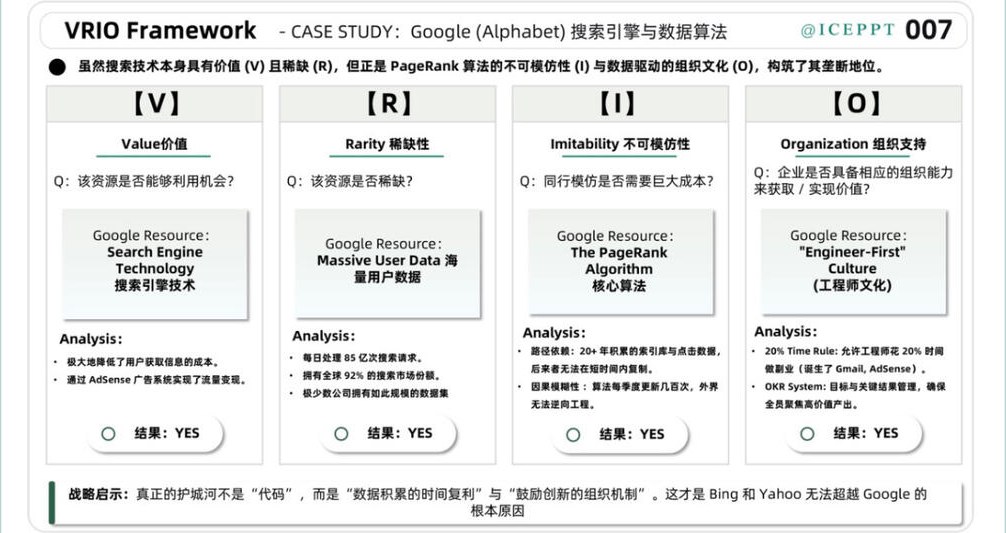 VRIO Framework - CASE STUDY：Google (Alphabet) 搜索引擎与数据算法
@ICEPPT 007
虽然搜索技术本身具有价值 (V) 且稀缺 (R)，但正是 PageRank 算法的不可模仿性 (I) 与数据驱动的组织文化 (O)，构筑了其垄断地位。
【V】
Value价值
Q：该资源是否能够利用机会？
Google Resource：
Search Engine
Technology
搜索引擎技术
Analysis：
• 极大地降低了用户获取信息的成本。
• 通过 AdSense 广告系统实现了流量变现。
结果：YES
【R】
Rarity 稀缺性
Q：该资源是否稀缺？
Google Resource：
Massive User Data 海
量用户数据
Analysis：
• 每日处理 85 亿次搜索请求。
• 拥有全球 92% 的搜索市场份额。
• 极少数公司拥有如此规模的数据集
结果：YES
【I】
Imitability 不可模仿性
Q：同行模仿是否需要巨大成本？
Google Resource：
The PageRank
Algorithm
核心算法
Analysis：
• 路径依赖：20+ 年积累的索引库与点击数据，
后来者无法在短时间内复制。
• 因果模糊性 ：算法每季度更新几百次，外界
无法逆向工程。
结果：YES
【O】
Organization 组织支持
Q：企业是否具备相应的组织能力
来获取 / 实现价值？
Google Resource：
"Engineer-First"
Culture
(工程师文化)
Analysis：
• 20% Time Rule: 允许工程师花 20% 时间
做副业（诞生了 Gmail, AdSense）。
• OKR System: 目标与关键结果管理，确保
全员聚焦高价值产出。
结果：YES
战略启示：真正的护城河不是“代码”，而是“数据积累的时间复利”与“鼓励创新的组织机制”。这才是 Bing 和 Yahoo 无法超越 Google 的
根本原因